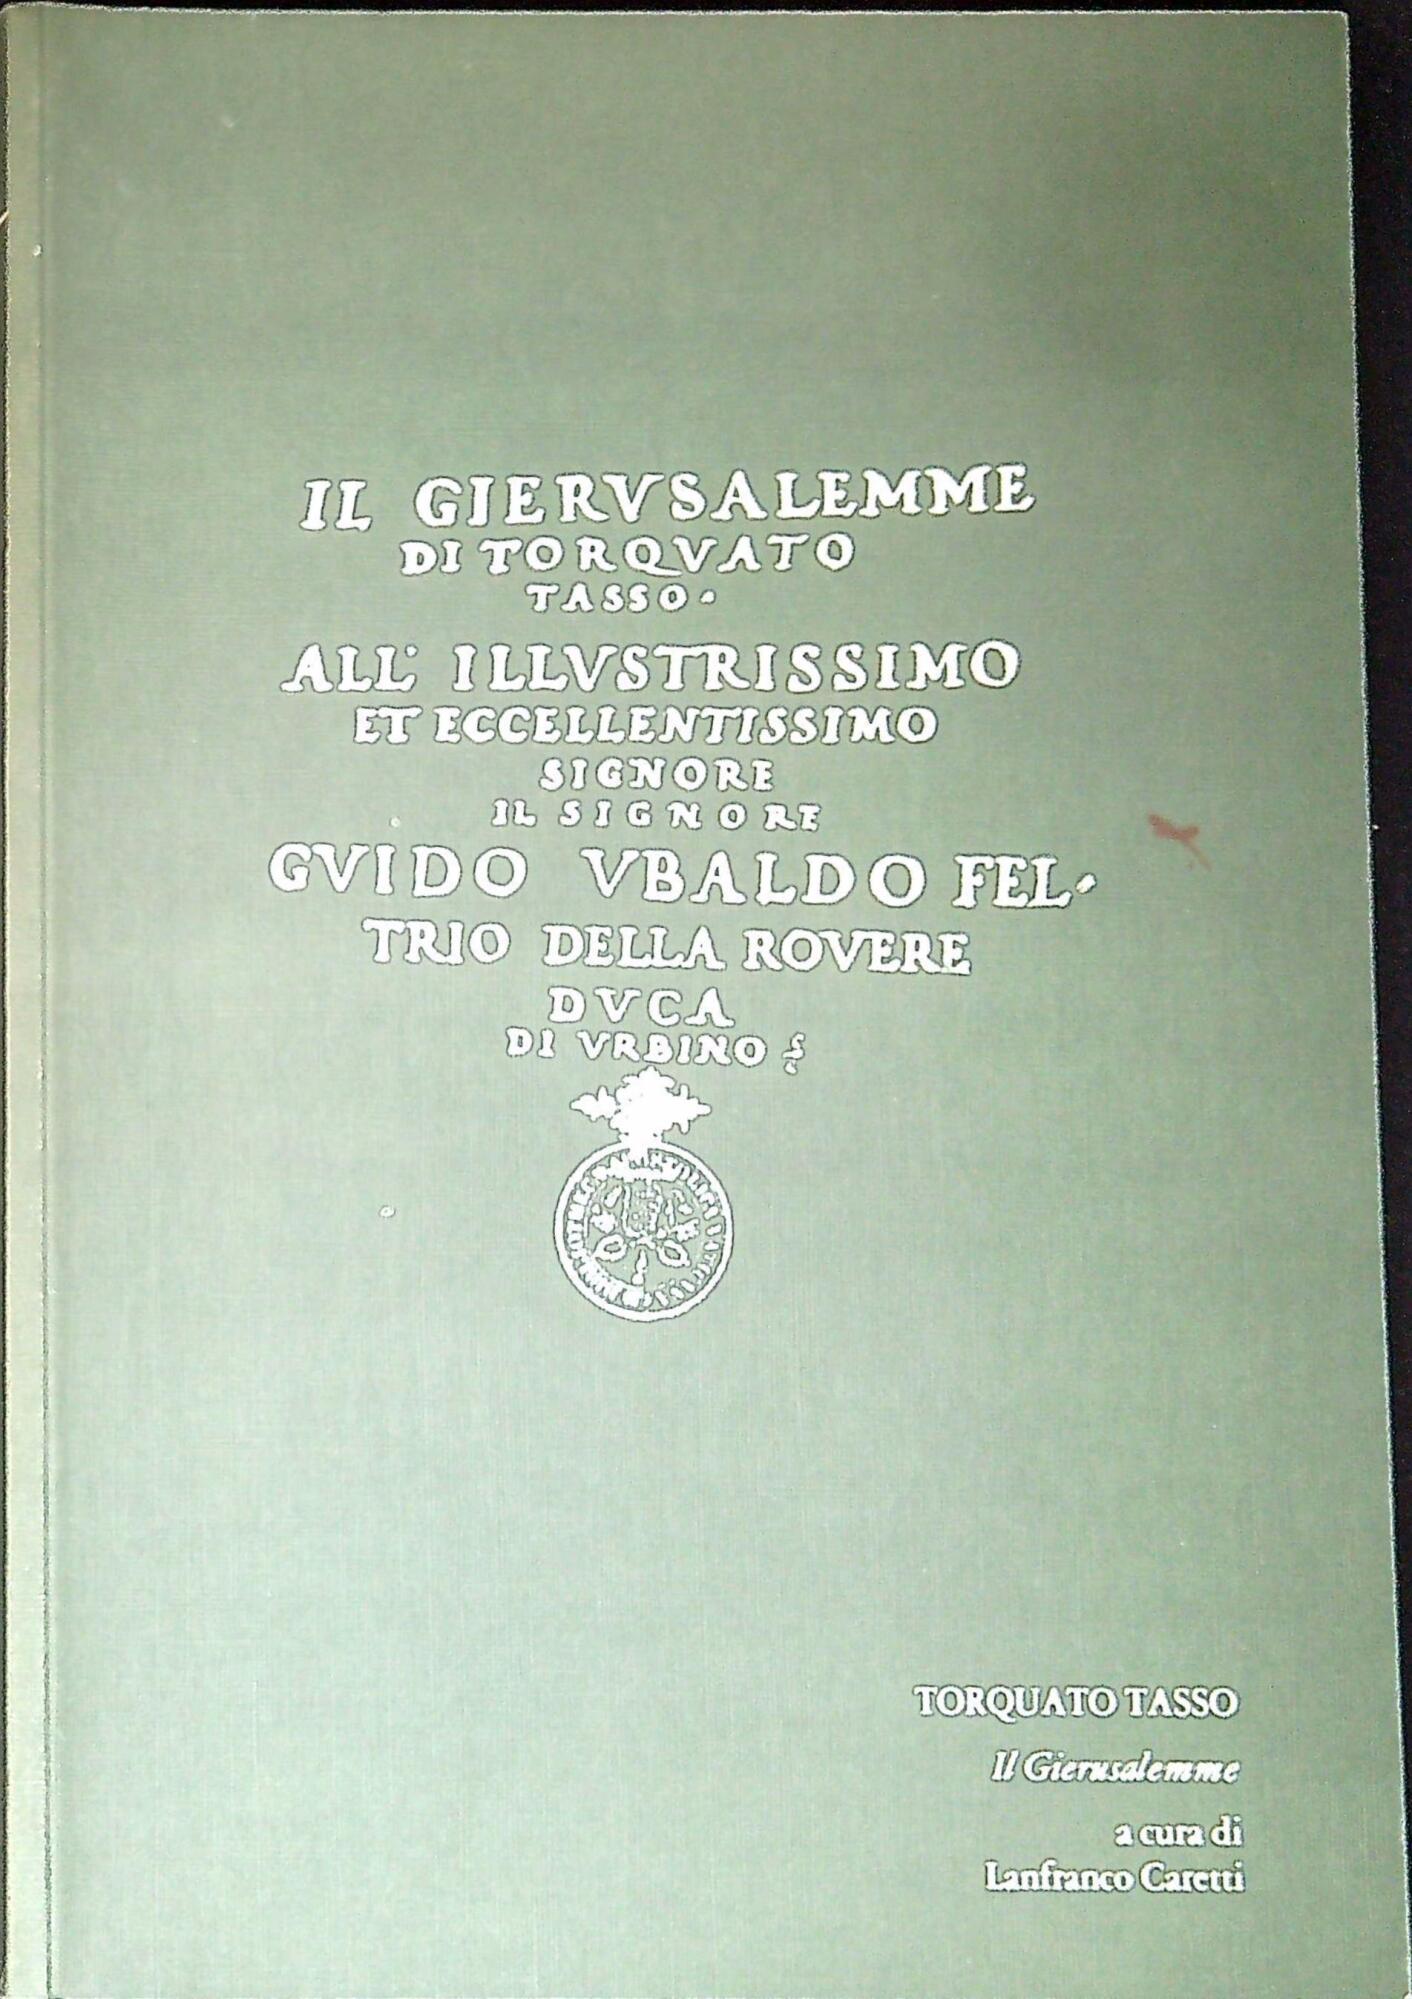 IL GIERVSALEMME
DI TORQVATO
TASSO.
ALL' ILLVSTRISSIMO
ET ECCELLENTISSIMO
SIGNORE
IL SIGNORE
GVIDO VBALDO FEL-
TRIO DELLA ROVERE
DVCA
DI VRBINO
TORQUATO TASSO
Il Gierusalemme
a cura di
Lanfranco Caretti